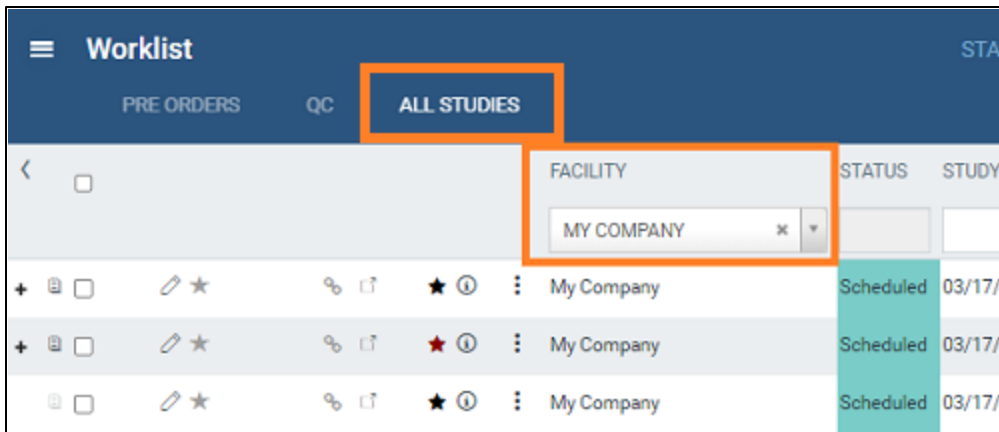 Worklist STA
PRE ORDERS QC ALL STUDIES
FACILITY STATUS STUDY
MY COMPANY
My Company Scheduled 03/17/
My Company Scheduled 03/17/
My Company Scheduled 03/17/